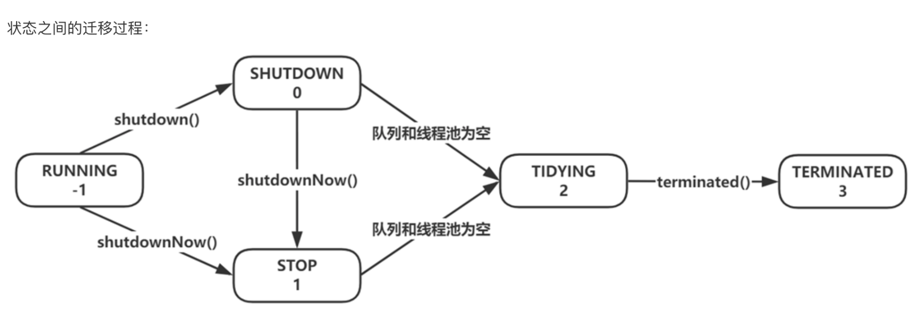 状态之间的迁移过程：
SHUTDOWN
0
shutdown()
队列和线程池为空
RUNNING
-1
shutdownNow()
TIDYING
2
terminated()
TERMINATED
3
shutdownNow()
队列和线程池为空
STOP
1